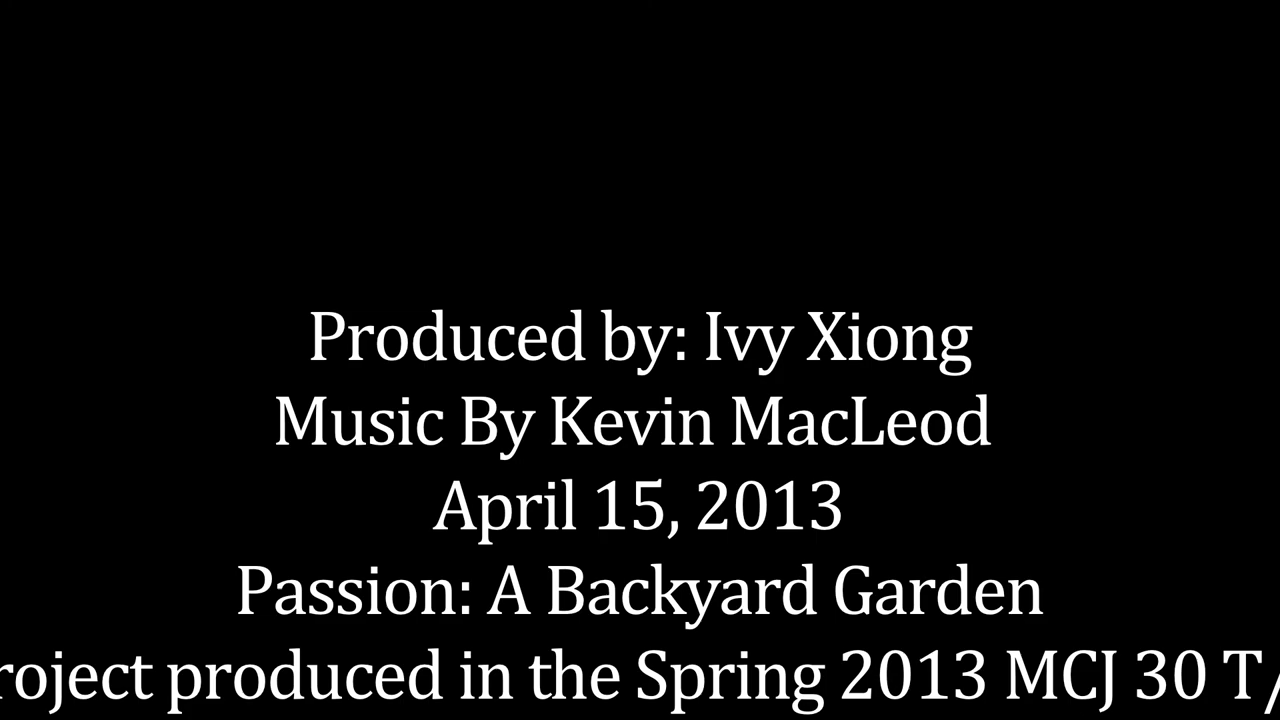 Produced by: Ivy Xiong
Music By Kevin MacLeod
April 15, 2013
Passion: A Backyard Garden
roject produced in the Spring 2013 MCJ 30 T/